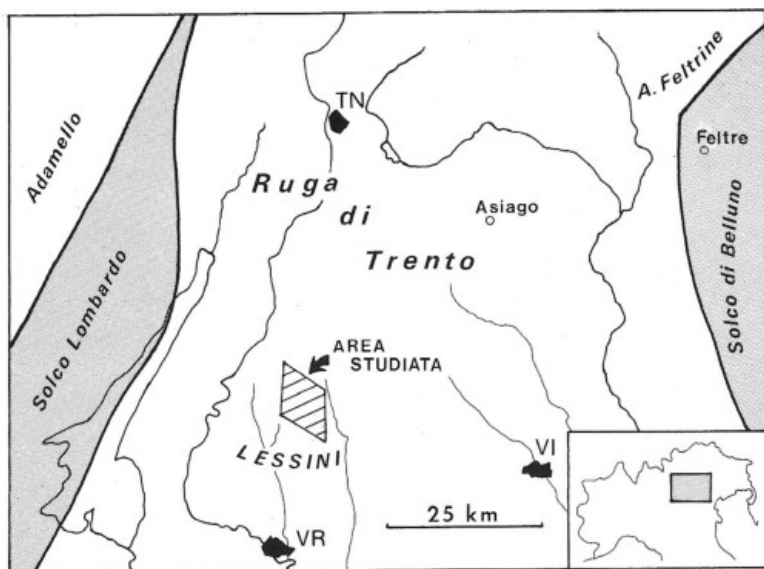 TN
A. Feltrine
Feltre
Adamello
Ruga
di
Trento
Asiago
Solco Lombardo
Solco di Belluno
AREA
STUDIATA
LESSINI
VI
25 km
VR